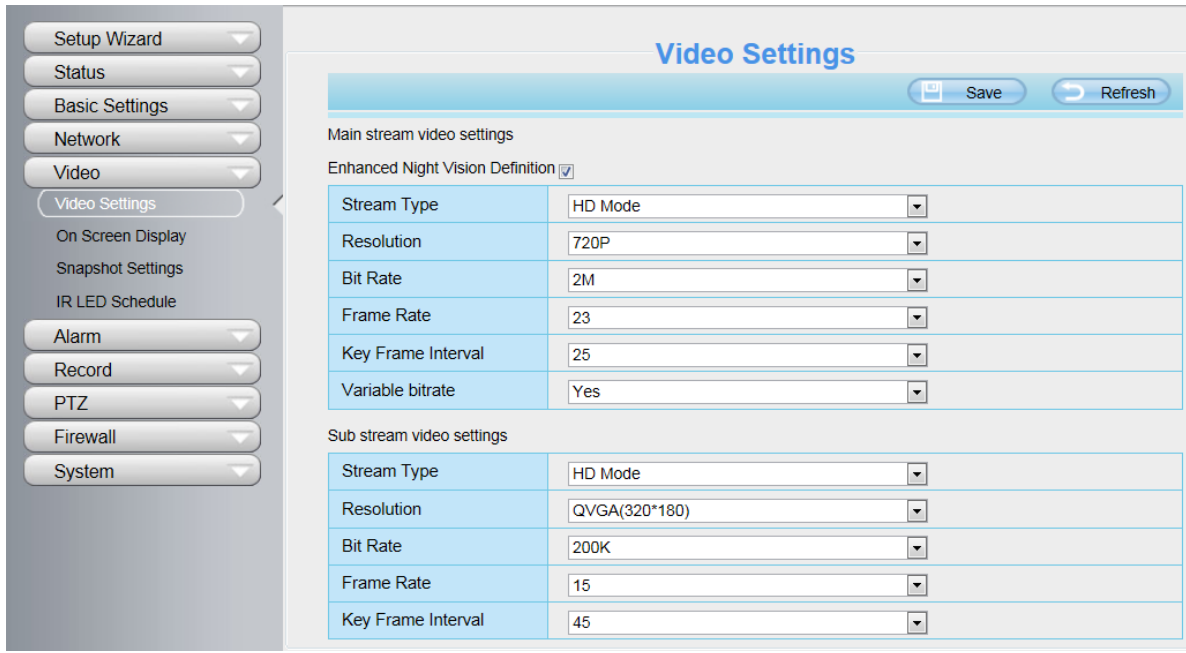 Setup Wizard
Status
Basic Settings
Network
Video
Video Settings
On Screen Display
Snapshot Settings
IR LED Schedule
Alarm
Record
PTZ
Firewall
System
Video Settings
Save Refresh
Main stream video settings
Enhanced Night Vision Definition
Stream Type HD Mode
Resolution 720P
Bit Rate 2M
Frame Rate 23
Key Frame Interval 25
Variable bitrate Yes
Sub stream video settings
Stream Type HD Mode
Resolution QVGA(320*180)
Bit Rate 200K
Frame Rate 15
Key Frame Interval 45